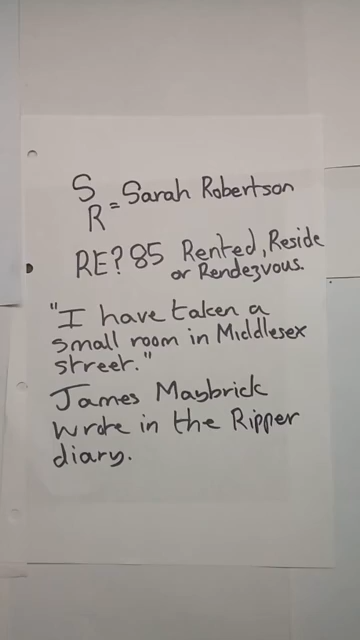 S
R = Sarah Robertson
RE? 85 Rented, Reside
or Rendezvous.
"I have taken a
small room in Middlesex
street."
James Maybrick
wrote in the Ripper
diary.